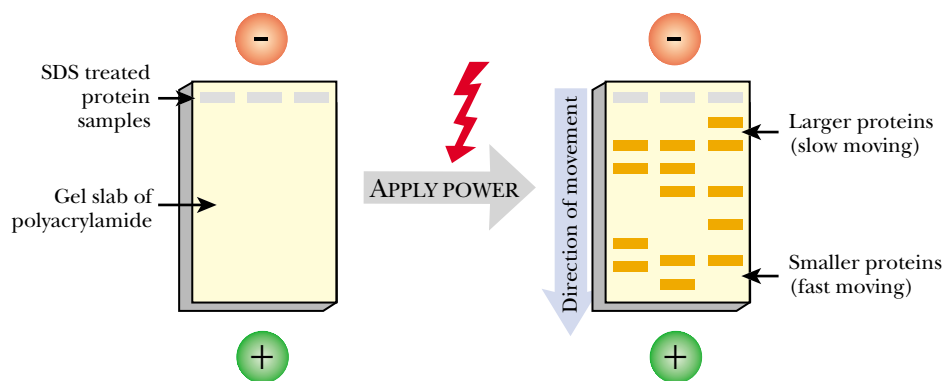 -
-
SDS treated
protein
samples
Gel slab of
polyacrylamide
APPLY POWER
Direction of movement
Larger proteins
(slow moving)
Smaller proteins
(fast moving)
+
+